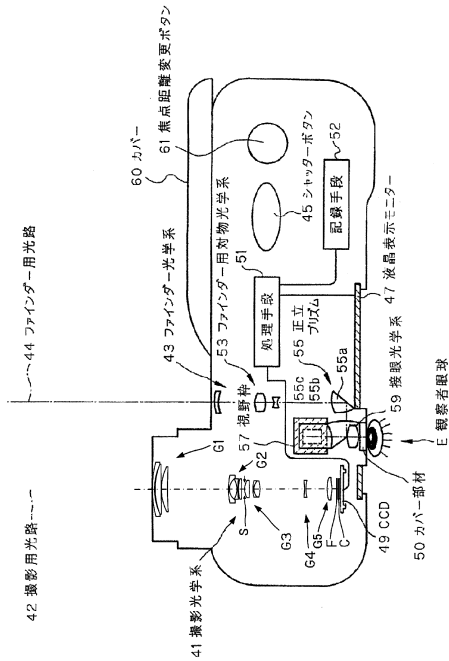 42 撮影用光路
44 ファインダー用光路
41 撮影光学系
G1
G2
S
G3
G4
G5
F
C
43 ファインダー光学系
53 ファインダー用対物光学系
57 視野枠
51
処理手段
55c
55b
55 正立
プリズム
55a
59 接眼光学系
60 カバー
61 焦点距離変更ボタン
45 シャッターボタン
52
記録手段
47 液晶表示モニター
49 CCD
50 カバー部材
E 観察者眼球